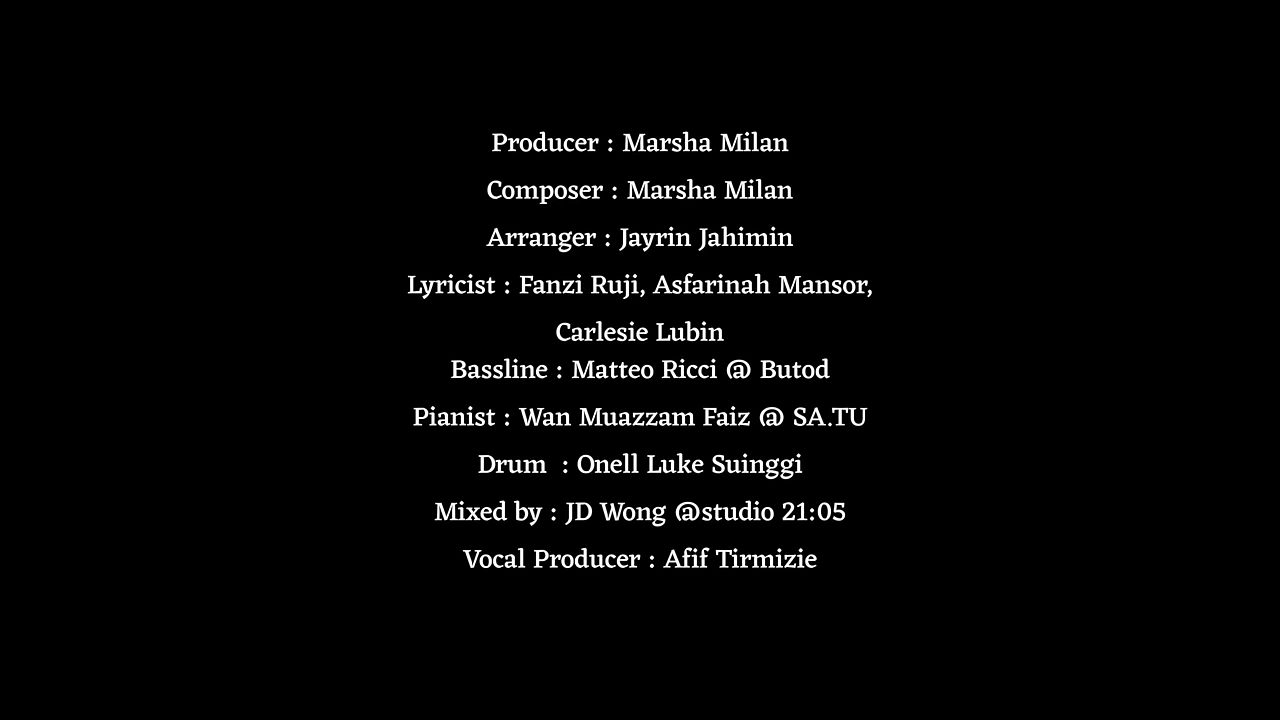 Producer : Marsha Milan
Composer : Marsha Milan
Arranger : Jayrin Jahimin
Lyricist : Fanzi Ruji, Asfarinah Mansor,
Carlesie Lubin
Bassline : Matteo Ricci @ Butod
Pianist : Wan Muazzam Faiz @ SA.TU
Drum  : Onell Luke Suinggi
Mixed by : JD Wong @studio 21:05
Vocal Producer : Afif Tirmizie